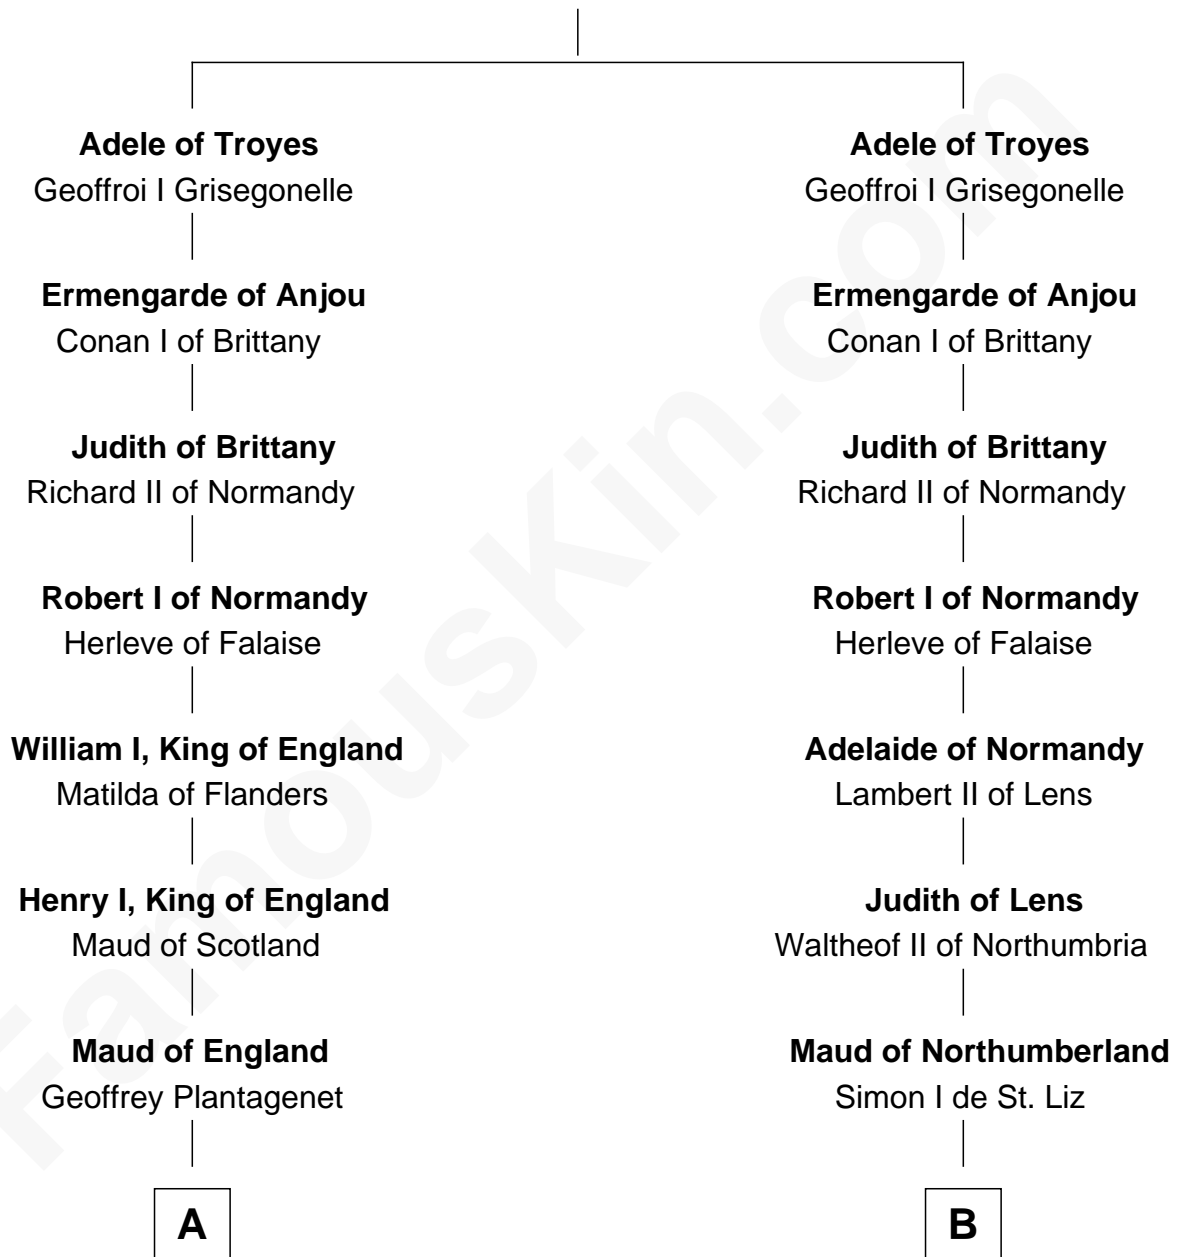 Adele of Troyes
Geoffroi I Grisegonelle
Ermengarde of Anjou
Conan I of Brittany
Judith of Brittany
Richard II of Normandy
Robert I of Normandy
Herleve of Falaise
William I, King of England
Matilda of Flanders
Henry I, King of England
Maud of Scotland
Maud of England
Geoffrey Plantagenet
A
Adele of Troyes
Geoffroi I Grisegonelle
Ermengarde of Anjou
Conan I of Brittany
Judith of Brittany
Richard II of Normandy
Robert I of Normandy
Herleve of Falaise
Adelaide of Normandy
Lambert II of Lens
Judith of Lens
Waltheof II of Northumbria
Maud of Northumberland
Simon I de St. Liz
B
FamousKin.com